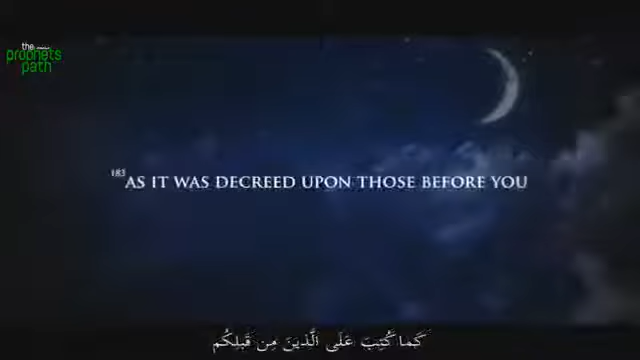 the
prophets
path
183 AS IT WAS DECREED UPON THOSE BEFORE YOU
كَمَا كُتِبَ عَلَى الَّذِينَ مِن قَبْلِكُم